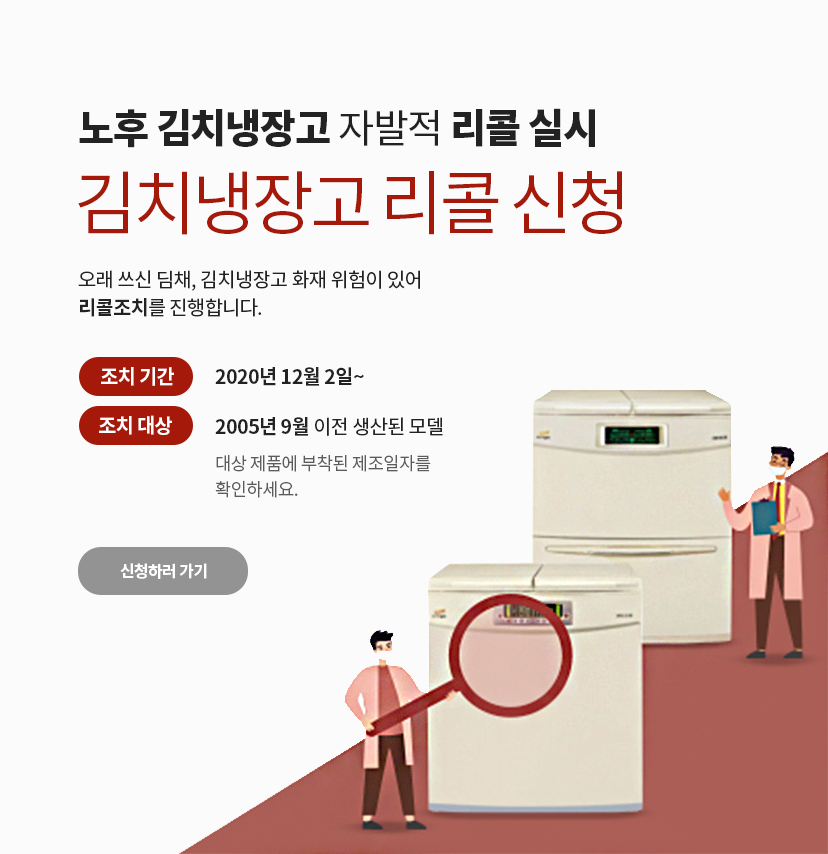 노후 김치냉장고 자발적 리콜 실시
김치냉장고 리콜 신청
오래 쓰신 딤채, 김치냉장고 화재 위험이 있어
리콜조치를 진행합니다.
조치 기간 2020년 12월 2일~
조치 대상 2005년 9월 이전 생산된 모델
대상 제품에 부착된 제조일자를
확인하세요.
신청하러 가기